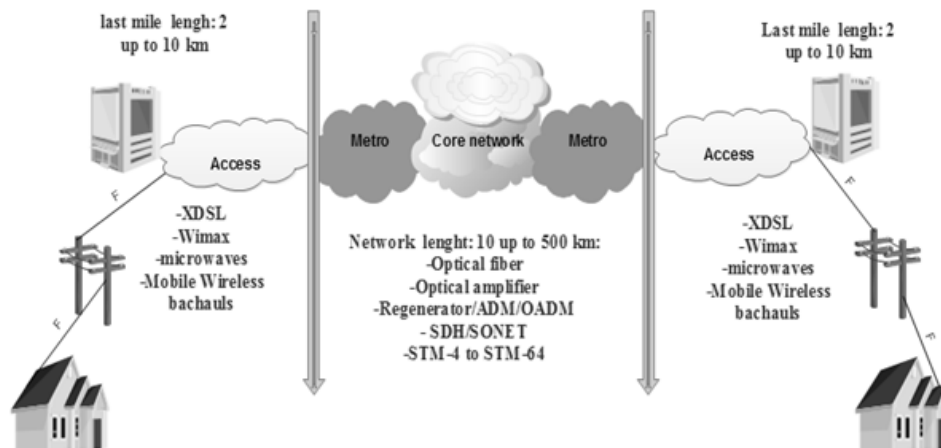 last mile lengh: 2
up to 10 km
Last mile lengh: 2
up to 10 km
Access
Metro
Core network
Metro
Access
F
F
-XDSL
-Wimax
-microwaves
-Mobile Wireless
bachauls
Network lenght: 10 up to 500 km:
-Optical fiber
-Optical amplifier
-Regenerator/ADM/OADM
- SDH/SONET
-STM-4 to STM-64
-XDSL
-Wimax
-microwaves
-Mobile Wireless
bachauls
F
F